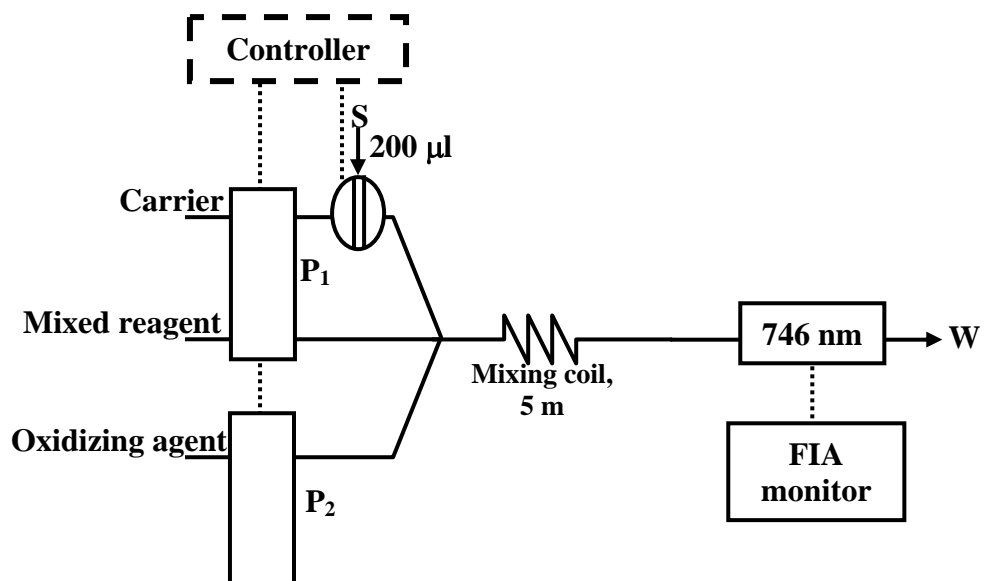 Controller
S
200 μl
Carrier
P₁
Mixed reagent
746 nm
W
Mixing coil,
5 m
Oxidizing agent
P₂
FIA
monitor